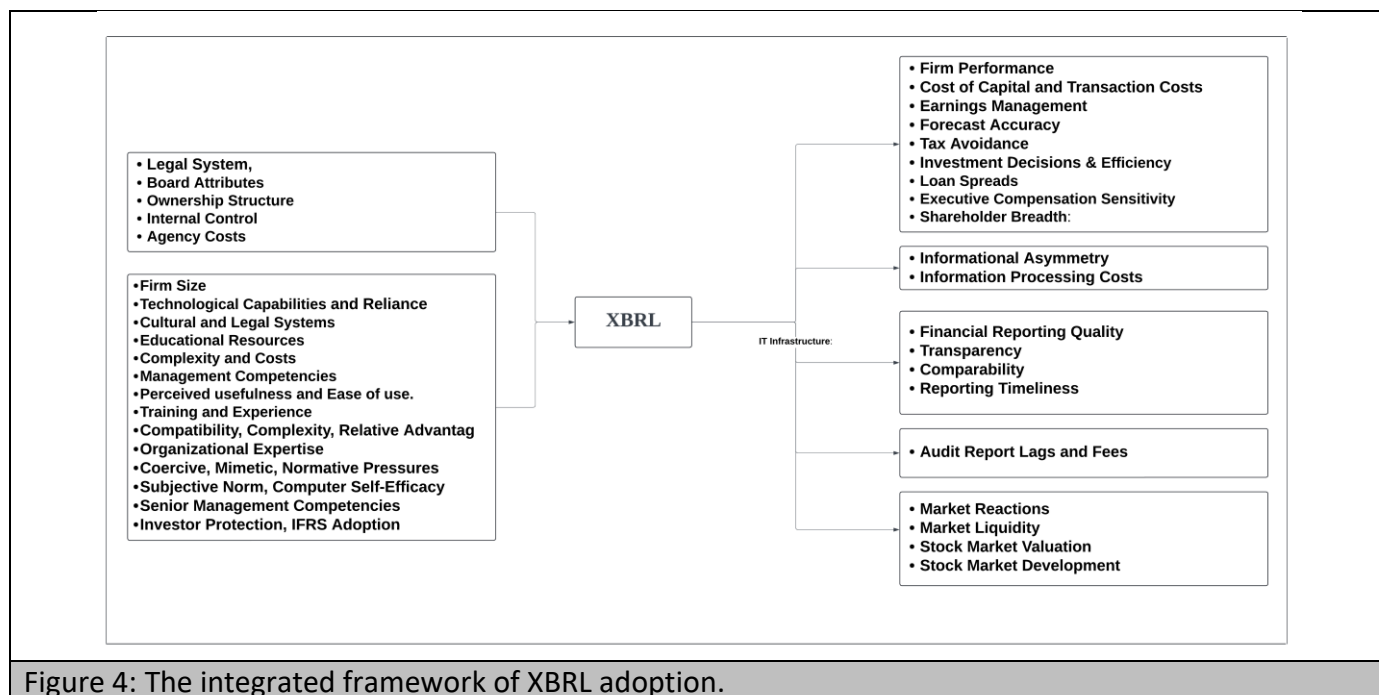 • Legal System,
• Board Attributes
• Ownership Structure
• Internal Control
• Agency Costs
•Firm Size
•Technological Capabilities and Reliance
•Cultural and Legal Systems
•Educational Resources
•Complexity and Costs
•Management Competencies
•Perceived usefulness and Ease of use.
•Training and Experience
•Compatibility, Complexity, Relative Advantag
•Organizational Expertise
•Coercive, Mimetic, Normative Pressures
•Subjective Norm, Computer Self-Efficacy
•Senior Management Competencies
•Investor Protection, IFRS Adoption
XBRL
IT Infrastructure:
• Firm Performance
• Cost of Capital and Transaction Costs
• Earnings Management
• Forecast Accuracy
• Tax Avoidance
• Investment Decisions & Efficiency
• Loan Spreads
• Executive Compensation Sensitivity
• Shareholder Breadth:
• Informational Asymmetry
• Information Processing Costs
• Financial Reporting Quality
• Transparency
• Comparability
• Reporting Timeliness
• Audit Report Lags and Fees
• Market Reactions
• Market Liquidity
• Stock Market Valuation
• Stock Market Development
Figure 4: The integrated framework of XBRL adoption.